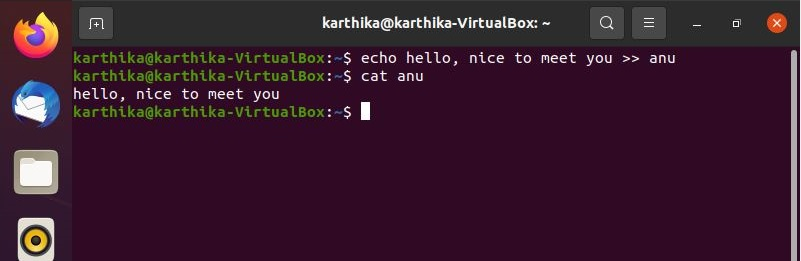 karthika@karthika-VirtualBox: ~
karthika@karthika-VirtualBox:~$ echo hello, nice to meet you >> anu
karthika@karthika-VirtualBox:~$ cat anu
hello, nice to meet you
karthika@karthika-VirtualBox:~$